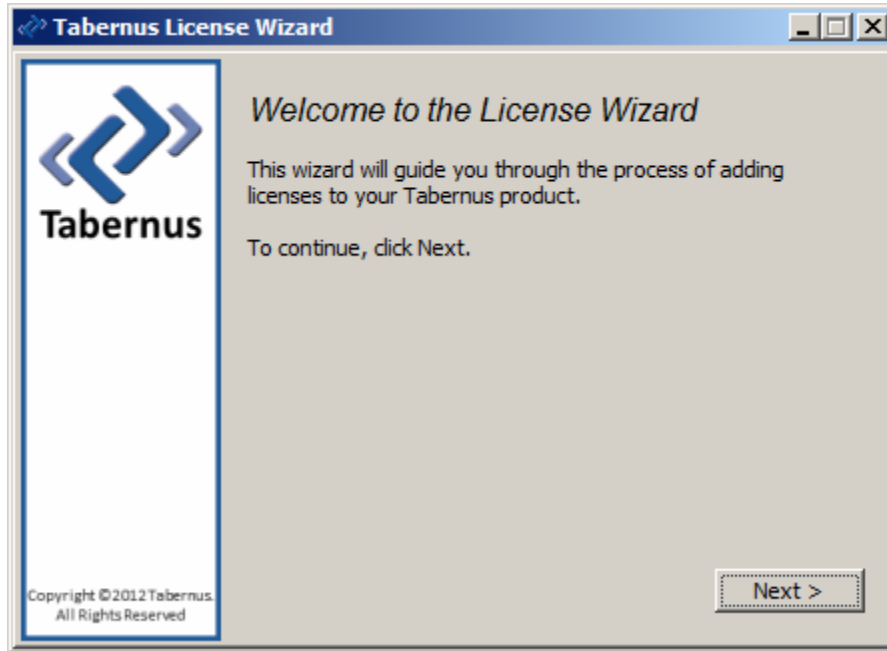 Tabernus License Wizard
Welcome to the License Wizard
This wizard will guide you through the process of adding
licenses to your Tabernus product.
To continue, click Next.
Tabernus
Copyright ©2012 Tabernus.
All Rights Reserved
Next >